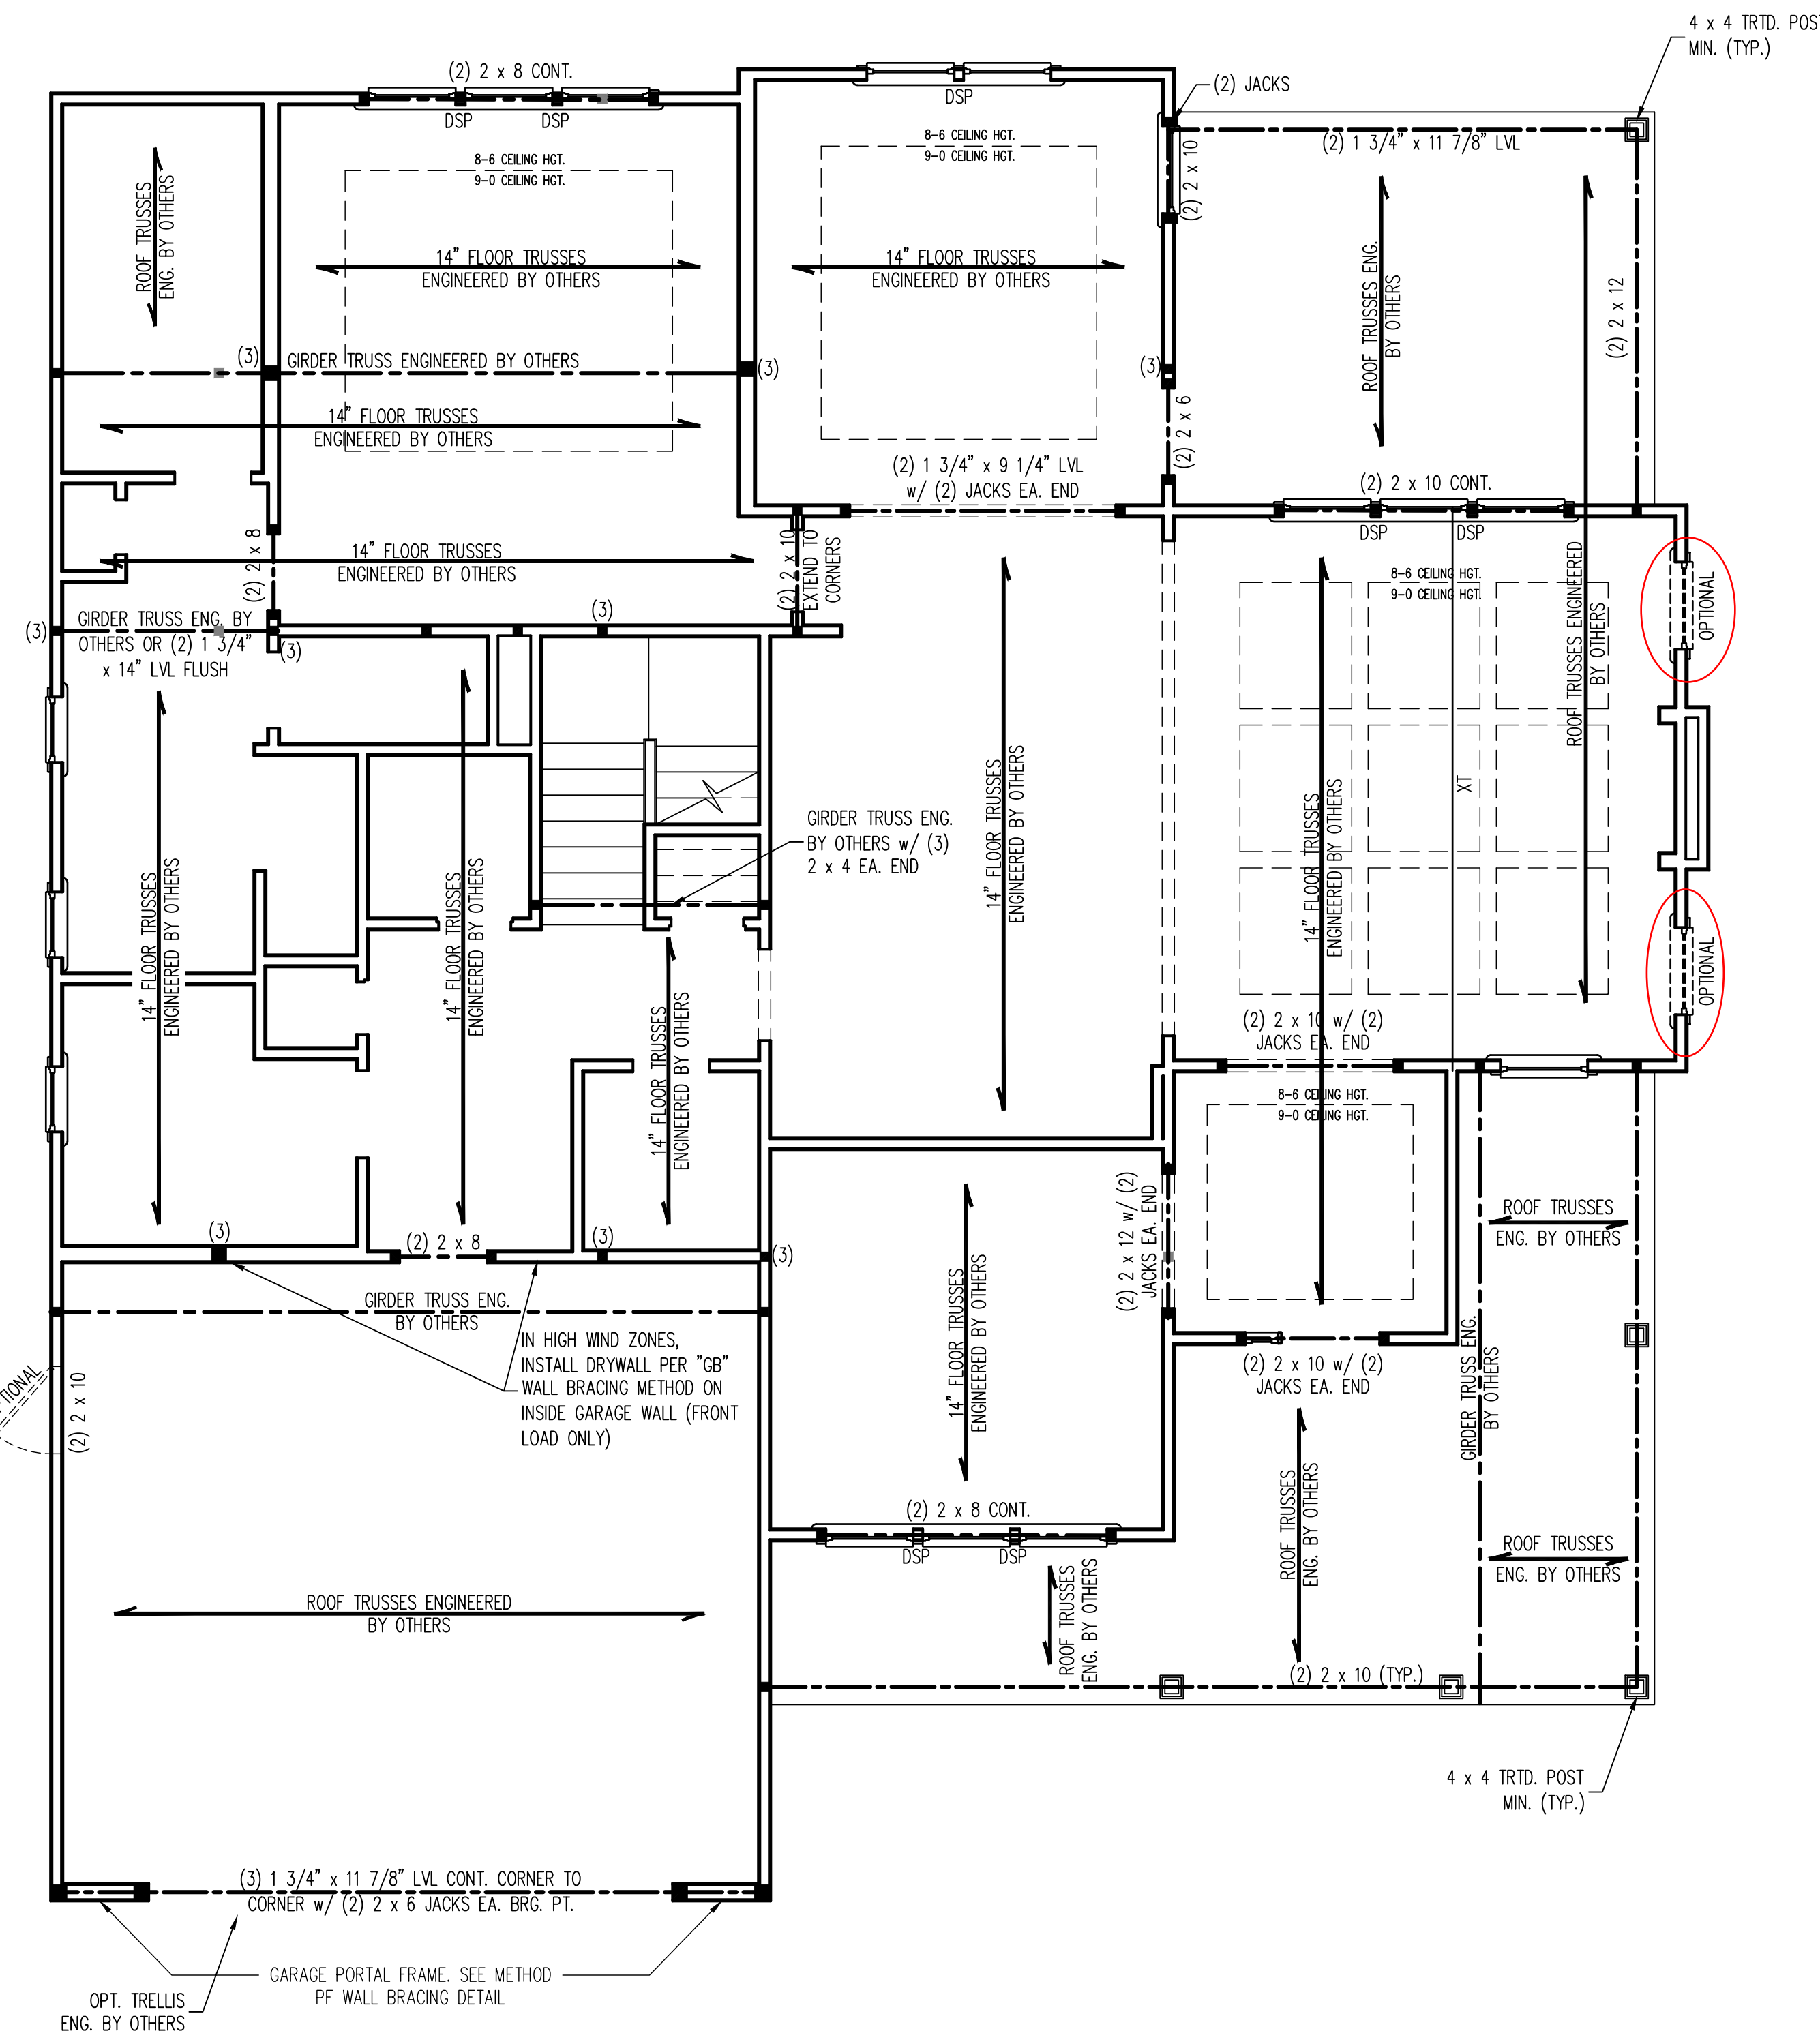 4 x 4 TRTD. POS
MIN. (TYP.)
(2) 2 x 8 CONT.
DSP
DSP
DSP
(2) JACKS
(2) 2 x 10
(2) 1 3/4" x 11 7/8" LVL
8-6 CEILING HGT.
9-0 CEILING HGT.
8-6 CEILING HGT.
9-0 CEILING HGT.
ROOF TRUSSES
ENG. BY OTHERS
14" FLOOR TRUSSES
ENGINEERED BY OTHERS
14" FLOOR TRUSSES
ENGINEERED BY OTHERS
ROOF TRUSSES ENG.
BY OTHERS
(2) 2 x 12
(3)
GIRDER TRUSS ENGINEERED BY OTHERS
(3)
(3)
14" FLOOR TRUSSES
ENGINEERED BY OTHERS
(2) 2 x 6
(2) 1 3/4" x 9 1/4" LVL
w/ (2) JACKS EA. END
(2) 2 x 10 CONT.
DSP
DSP
(2) 2 x 8
14" FLOOR TRUSSES
ENGINEERED BY OTHERS
(2) 2 x 10
EXTEND TO
CORNERS
8-6 CEILING HGT.
9-0 CEILING HGT.
ROOF TRUSSES ENGINEERED
BY OTHERS
OPTIONAL
(3)
GIRDER TRUSS ENG. BY
OTHERS OR (2) 1 3/4"
x 14" LVL FLUSH
(3)
(3)
14" FLOOR TRUSSES
ENGINEERED BY OTHERS
14" FLOOR TRUSSES
ENGINEERED BY OTHERS
GIRDER TRUSS ENG.
BY OTHERS w/ (3)
2 x 4 EA. END
14" FLOOR TRUSSES
ENGINEERED BY OTHERS
14" FLOOR TRUSSES
ENGINEERED BY OTHERS
XT
OPTIONAL
14" FLOOR TRUSSES
ENGINEERED BY OTHERS
(2) 2 x 10 w/ (2)
JACKS EA. END
8-6 CEILING HGT.
9-0 CEILING HGT.
(2) 2 x 12 w/ (2)
JACKS EA. END
ROOF TRUSSES
ENG. BY OTHERS
(3)
(2) 2 x 8
(3)
(3)
GIRDER TRUSS ENG.
BY OTHERS
IN HIGH WIND ZONES,
INSTALL DRYWALL PER "GB"
WALL BRACING METHOD ON
INSIDE GARAGE WALL (FRONT
LOAD ONLY)
TIONAL
(2) 2 x 10
14" FLOOR TRUSSES
ENGINEERED BY OTHERS
(2) 2 x 10 w/ (2)
JACKS EA. END
GIRDER TRUSS ENG.
BY OTHERS
(2) 2 x 8 CONT.
DSP
DSP
ROOF TRUSSES
ENG. BY OTHERS
ROOF TRUSSES
ENG. BY OTHERS
ROOF TRUSSES
ENG. BY OTHERS
ROOF TRUSSES ENGINEERED
BY OTHERS
(2) 2 x 10 (TYP.)
4 x 4 TRTD. POST
MIN. (TYP.)
(3) 1 3/4" x 11 7/8" LVL CONT. CORNER TO
CORNER w/ (2) 2 x 6 JACKS EA. BRG. PT.
GARAGE PORTAL FRAME. SEE METHOD
PF WALL BRACING DETAIL
OPT. TRELLIS
ENG. BY OTHERS